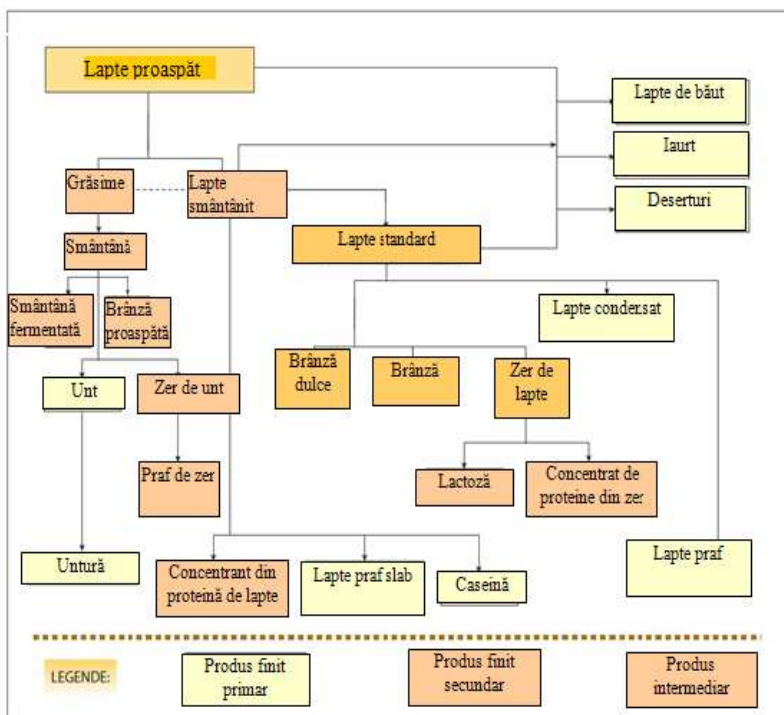 Lapte proaspăt
Lapte de băut
Iaurt
Deserturi
Grăsime
Lapte
smântânit
Lapte standard
Smântână
Smântână
fermentată
Brânză
proaspătă
Lapte condensat
Brânză
dulce
Brânză
Zer de
lapte
Unt
Zer de unt
Praf de zer
Lactoză
Concentrat de
proteine din zer
Untură
Concentrant din
proteină de lapte
Lapte praf slab
Caseină
Lapte praf
LEGENDE:
Produs finit
primar
Produs finit
secundar
Produs
intermediar